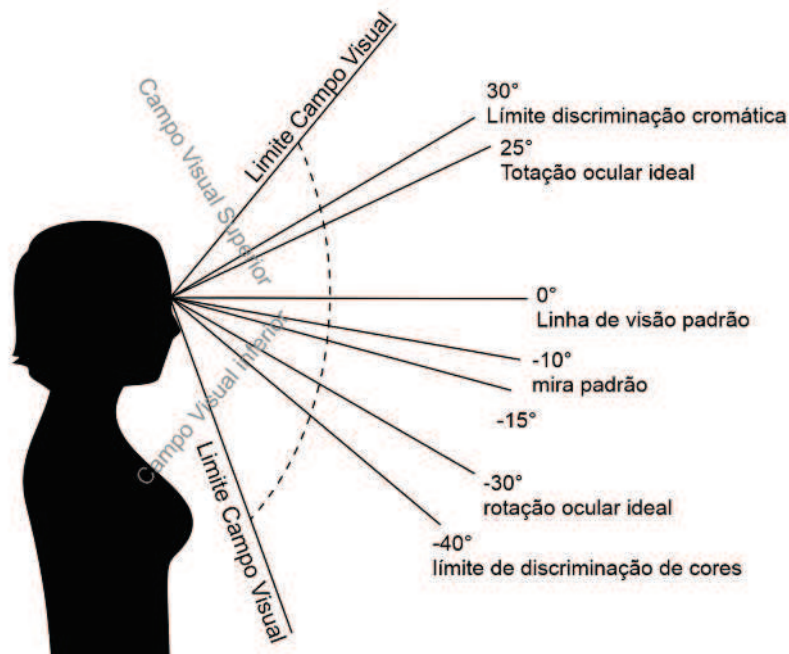 Limite Campo Visual
Campo Visual Superior
30°
Límite discriminação cromática
25°
Totação ocular ideal
0°
Linha de visão padrão
-10°
mira padrão
-15°
Campo Visual inferior
-30°
rotação ocular ideal
-40°
límite de discriminação de cores
Limite Campo Visual